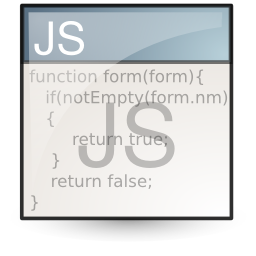 JS
function form(form){
if(notEmpty(form.nm)
{
return true;
}
return false;
}
JS